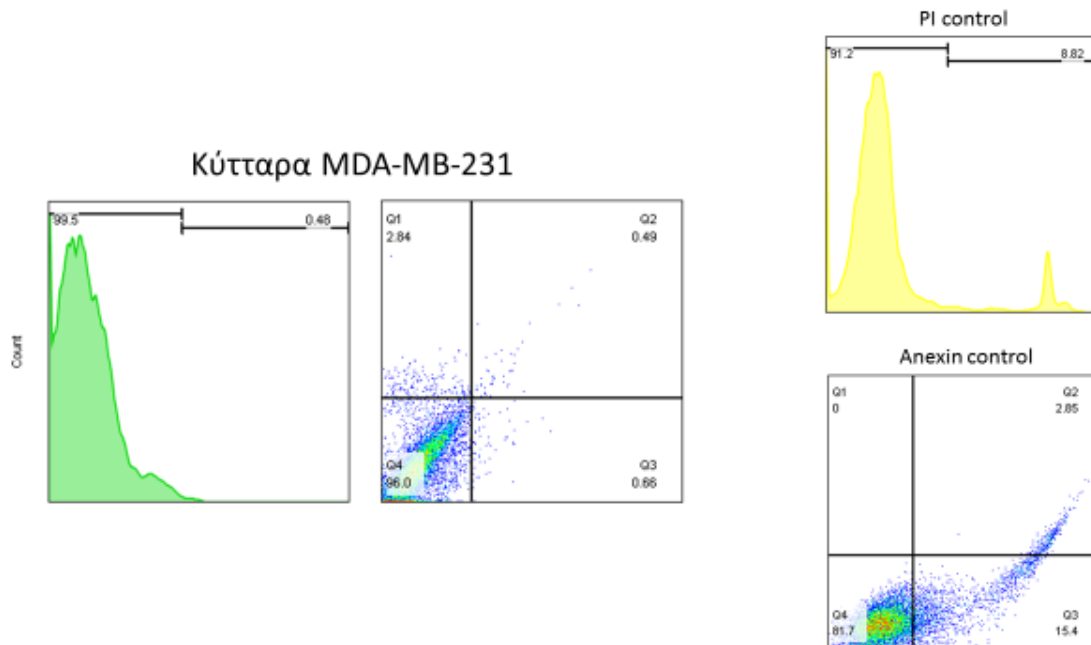 PI control
91.2
8.82
Κύτταρα MDA-MB-231
99.5
0.48
Count
Q1
2.84
Q2
0.49
Q4
96.0
Q3
0.66
Anexin control
Q1
0
Q2
2.85
Q4
81.7
Q3
15.4